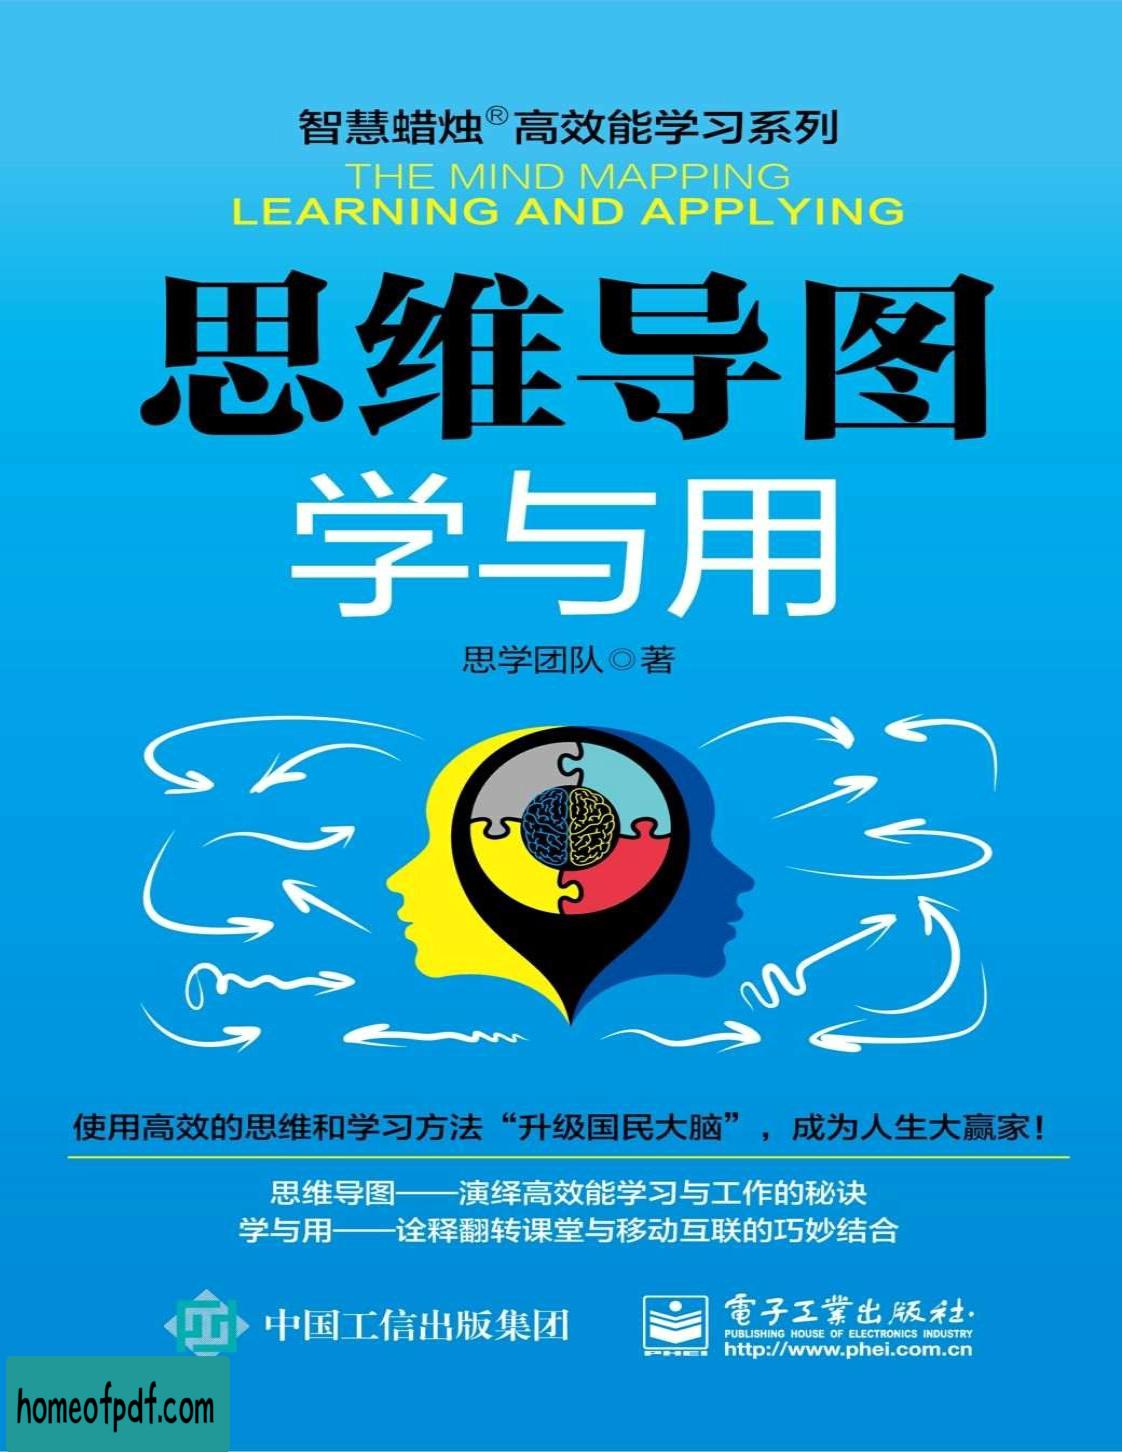 智慧蜡烛®高效能学习系列
THE MIND MAPPING
LEARNING AND APPLYING
思维导图
学与用
思学团队◎著
使用高效的思维和学习方法“升级国民大脑”，成为人生大赢家！
思维导图——演绎高效能学习与工作的秘诀
学与用——诠释翻转课堂与移动互联的巧妙结合
中国工信出版集团
電子工業出版社·
PUBLISHING HOUSE OF ELECTRONICS INDUSTRY
PHEI
http://www.phei.com.cn
homeofpdf.com